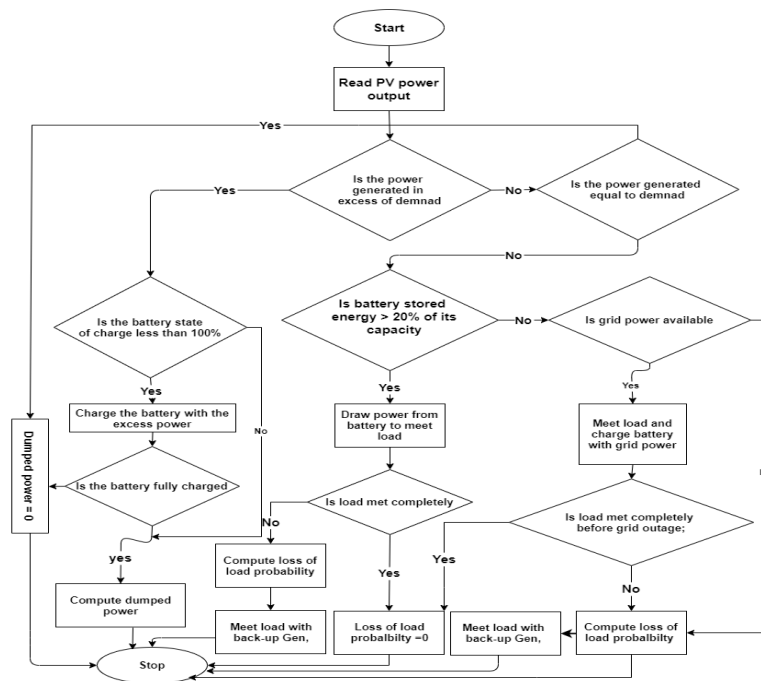 Start
Read PV power
output
Yes
Is the power
generated in
excess of demnad
Yes
No
Is the power generated
equal to demnad
No
Is the battery state
of charge less than 100%
Is battery stored
energy > 20% of its
capacity
No
Is grid power available
Yes
Yes
Yes
Charge the battery with the
excess power
No
Draw power from
battery to meet
load
Meet load and
charge battery
with grid power
Dumped power = 0
Is the battery fully charged
Is load met completely
Is load met completely
before grid outage;
No
yes
Compute loss of
load probability
Yes
Yes
No
Compute dumped
power
Meet load with
back-up Gen,
Loss of load
probalbilty =0
Meet load with
back-up Gen,
Compute loss of
load probalbilty
Stop